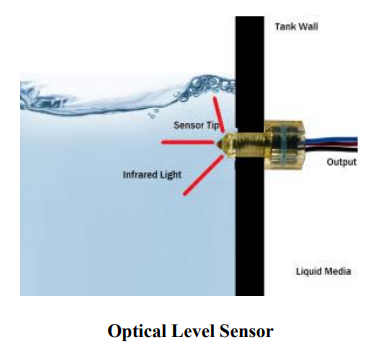 Tank Wall
Sensor Tip
Output
Infrared Light
Liquid Media
Optical Level Sensor